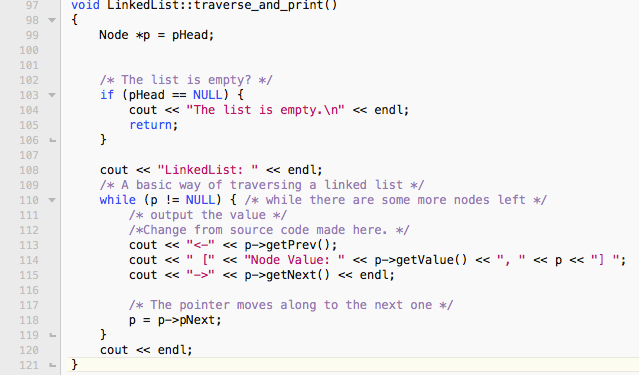 97 void LinkedList::traverse_and_print()
98 {
99     Node *p = pHead;
100
101
102     /* The list is empty? */
103     if (pHead == NULL) {
104         cout << "The list is empty.\n" << endl;
105         return;
106     }
107
108     cout << "LinkedList: " << endl;
109     /* A basic way of traversing a linked list */
110     while (p != NULL) { /* while there are some more nodes left */
111         /* output the value */
112         /*Change from source code made here. */
113         cout << "<-" << p->getPrev();
114         cout << " [" << "Node Value: " << p->getValue() << ", " << p << "] ";
115         cout << "->" << p->getNext() << endl;
116
117         /* The pointer moves along to the next one */
118         p = p->pNext;
119     }
120     cout << endl;
121 }